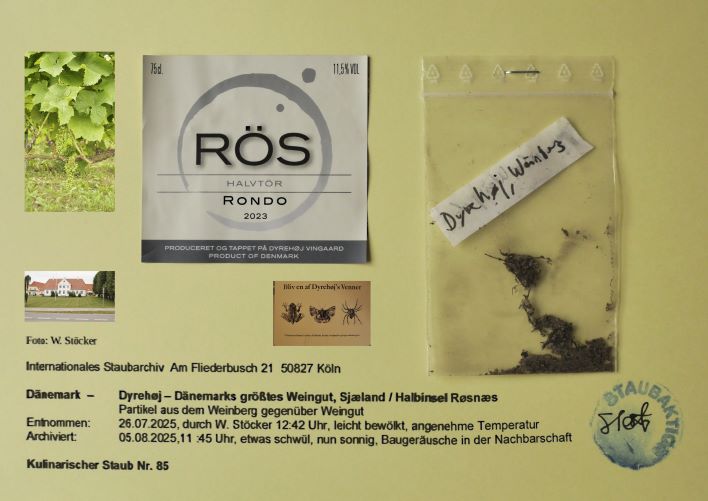 75cl.
11,5% VOL
RÖS
HALVTÖR
RONDO
2023
PRODUCERET OG TAPPET PÅ DYREHØJ VINGAARD
PRODUCT OF DENMARK
Dyrehøj, Weinberg
Bliv en af Dyrehøj's Venner
Foto: W. Stöcker
Internationales Staubarchiv Am Fliederbusch 21 50827 Köln
Dänemark – Dyrehøj – Dänemarks größtes Weingut, Sjæland / Halbinsel Røsnæs
Partikel aus dem Weinberg gegenüber Weingut
Entnommen: 26.07.2025, durch W. Stöcker 12:42 Uhr, leicht bewölkt, angenehme Temperatur
Archiviert: 05.08.2025,11 :45 Uhr, etwas schwül, nun sonnig, Baugeräusche in der Nachbarschaft
Kulinarischer Staub Nr. 85
STAUBAKTIO